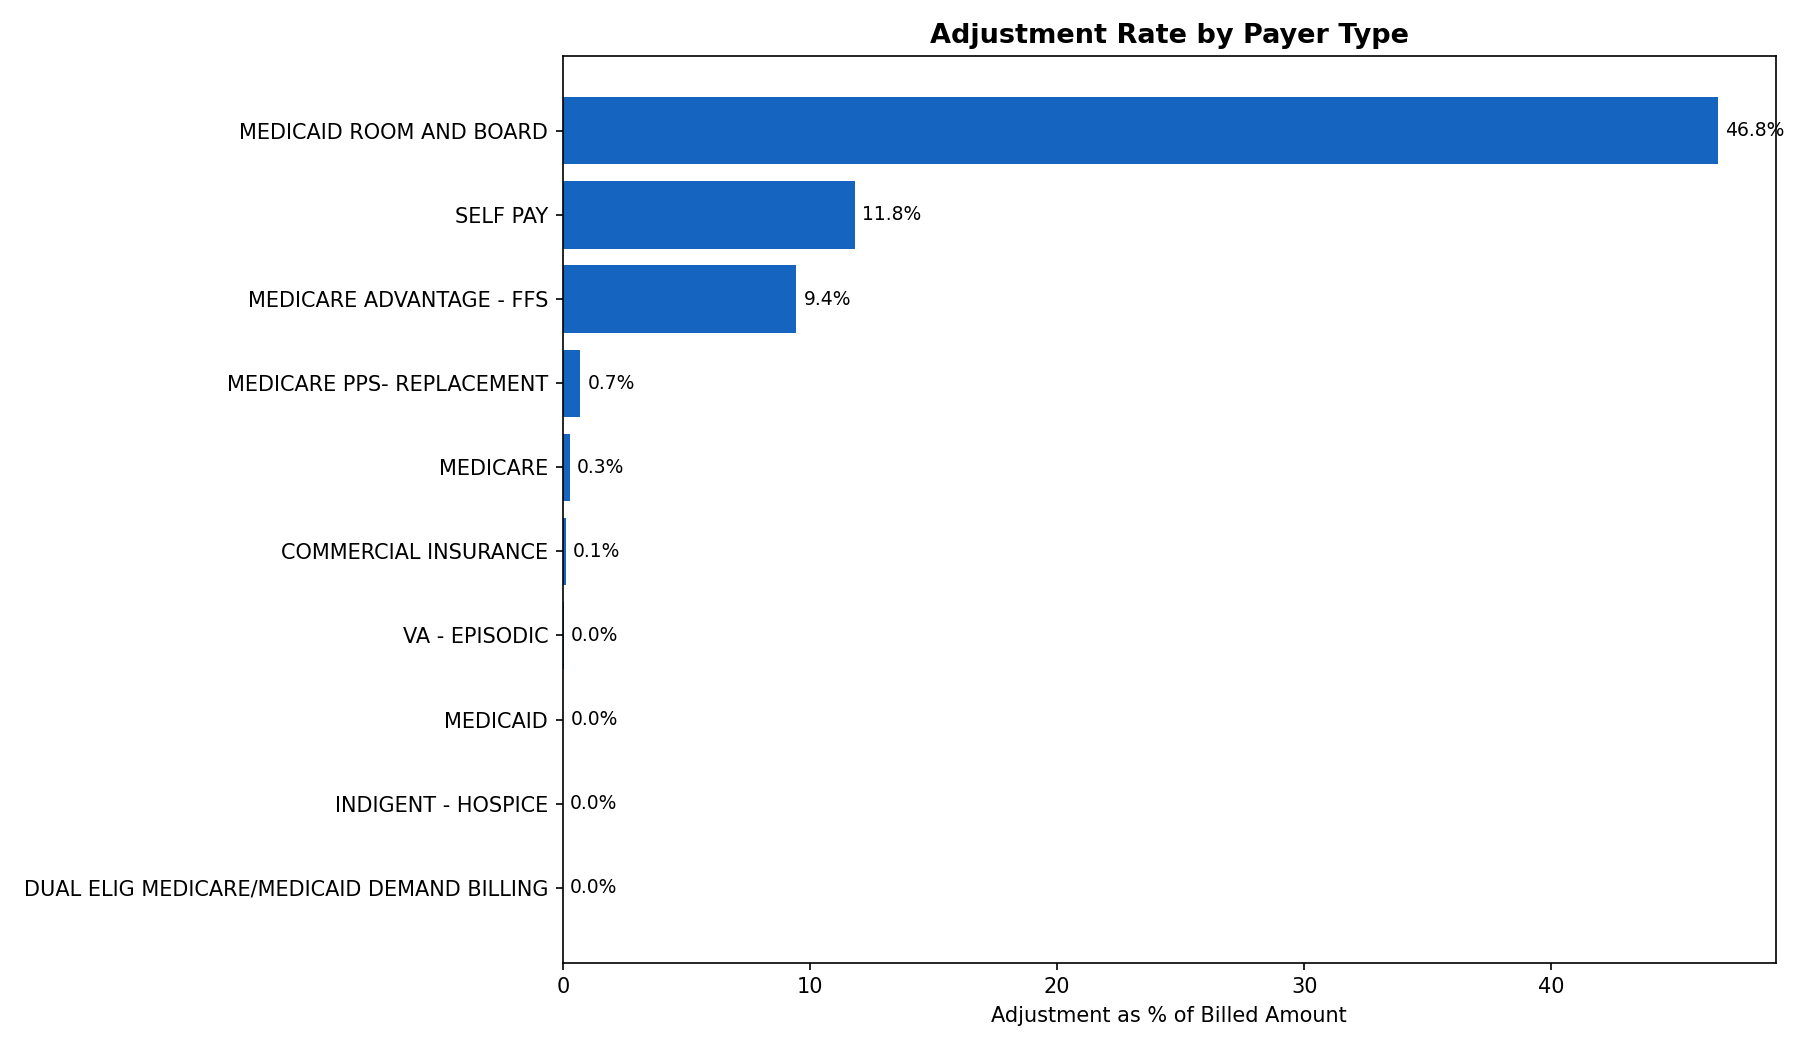 Adjustment Rate by Payer Type
MEDICAID ROOM AND BOARD 46.8%
SELF PAY 11.8%
MEDICARE ADVANTAGE - FFS 9.4%
MEDICARE PPS- REPLACEMENT 0.7%
MEDICARE 0.3%
COMMERCIAL INSURANCE 0.1%
VA - EPISODIC 0.0%
MEDICAID 0.0%
INDIGENT - HOSPICE 0.0%
DUAL ELIG MEDICARE/MEDICAID DEMAND BILLING 0.0%
0 10 20 30 40
Adjustment as % of Billed Amount